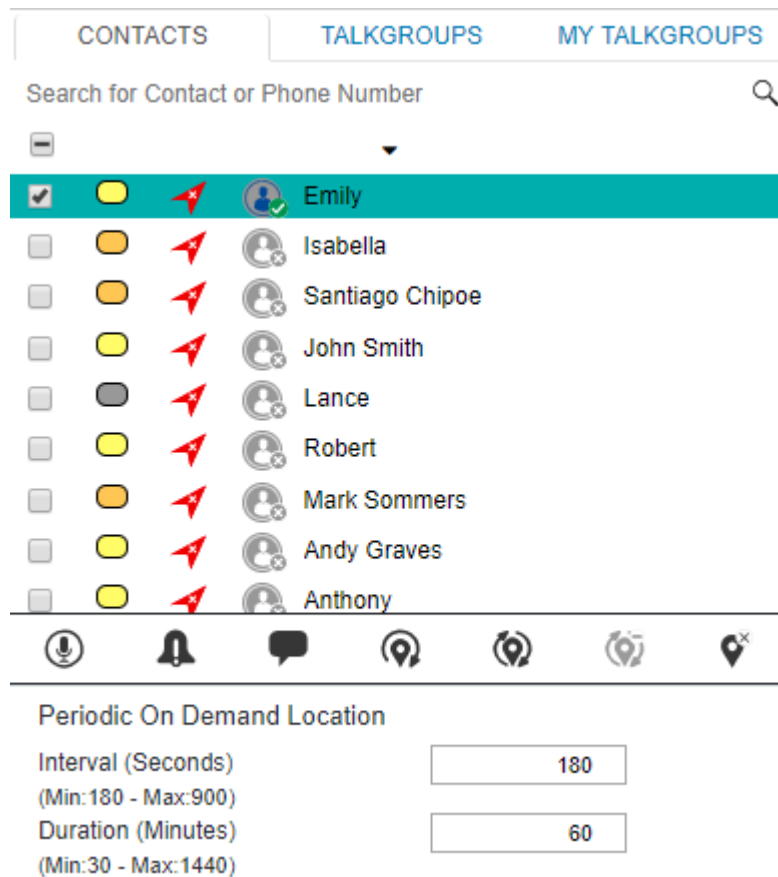 CONTACTS TALKGROUPS MY TALKGROUPS
Search for Contact or Phone Number
Emily
Isabella
Santiago Chipoe
John Smith
Lance
Robert
Mark Sommers
Andy Graves
Anthony
Periodic On Demand Location
Interval (Seconds) 180
(Min:180 - Max:900)
Duration (Minutes) 60
(Min:30 - Max:1440)